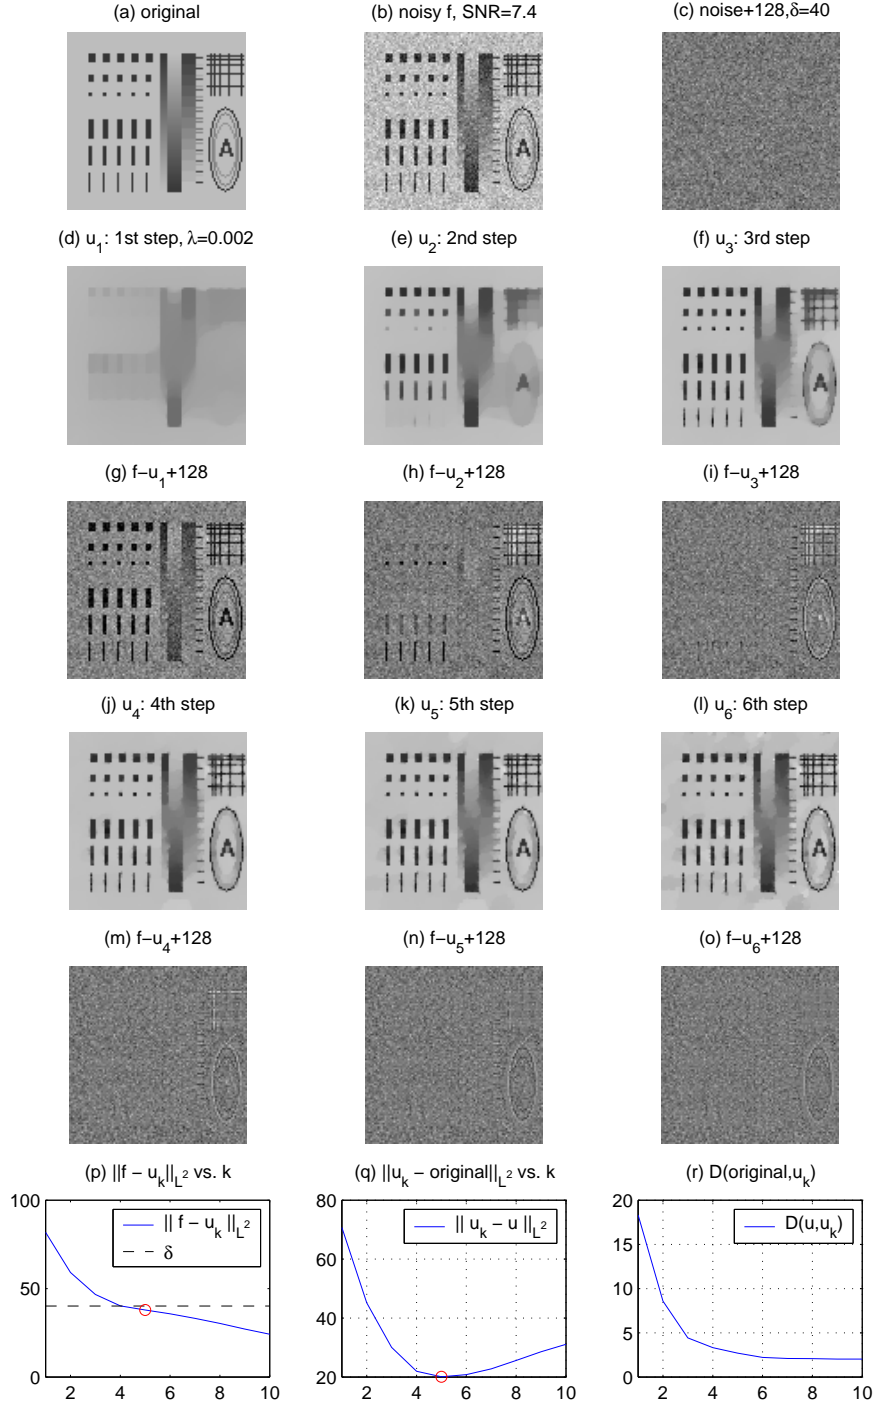 (a) original
(b) noisy f, SNR=7.4
(c) noise+128,δ=40
A
A
(d) u₁: 1st step, λ=0.002
(e) u₂: 2nd step
(f) u₃: 3rd step
A
A
(g) f−u₁+128
(h) f−u₂+128
(i) f−u₃+128
A
A
(j) u₄: 4th step
(k) u₅: 5th step
(l) u₆: 6th step
A
A
A
(m) f−u₄+128
(n) f−u₅+128
(o) f−u₆+128
(p) ||f − uₖ||_L² vs. k
(q) ||uₖ − original||_L² vs. k
(r) D(original,uₖ)
100
50
0
2 4 6 8 10
|| f − uₖ ||_L²
δ
80
60
40
20
2 4 6 8 10
|| uₖ − u ||_L²
20
15
10
5
0
2 4 6 8 10
D(u,uₖ)